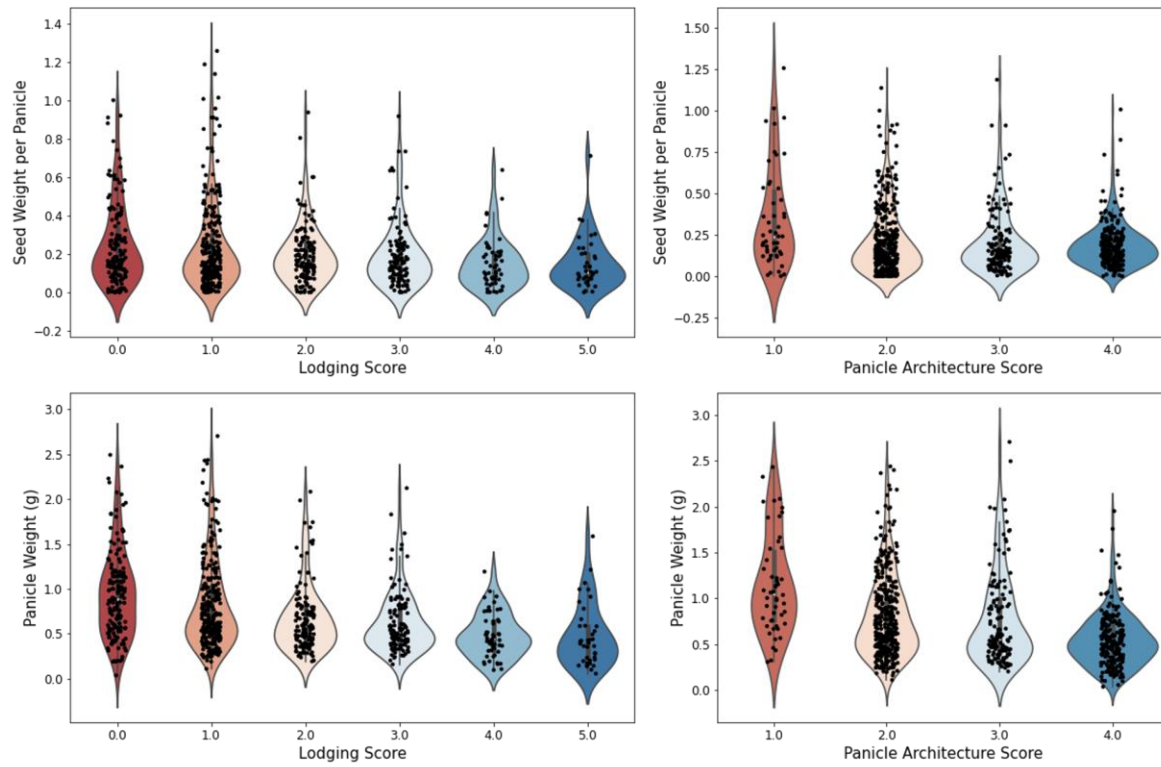 Seed Weight per Panicle
1.4
1.2
1.0
0.8
0.6
0.4
0.2
0.0
−0.2
0.0 1.0 2.0 3.0 4.0 5.0
Lodging Score
Seed Weight per Panicle
1.50
1.25
1.00
0.75
0.50
0.25
0.00
−0.25
1.0 2.0 3.0 4.0
Panicle Architecture Score
Panicle Weight (g)
3.0
2.5
2.0
1.5
1.0
0.5
0.0
0.0 1.0 2.0 3.0 4.0 5.0
Lodging Score
Panicle Weight (g)
3.0
2.5
2.0
1.5
1.0
0.5
0.0
1.0 2.0 3.0 4.0
Panicle Architecture Score